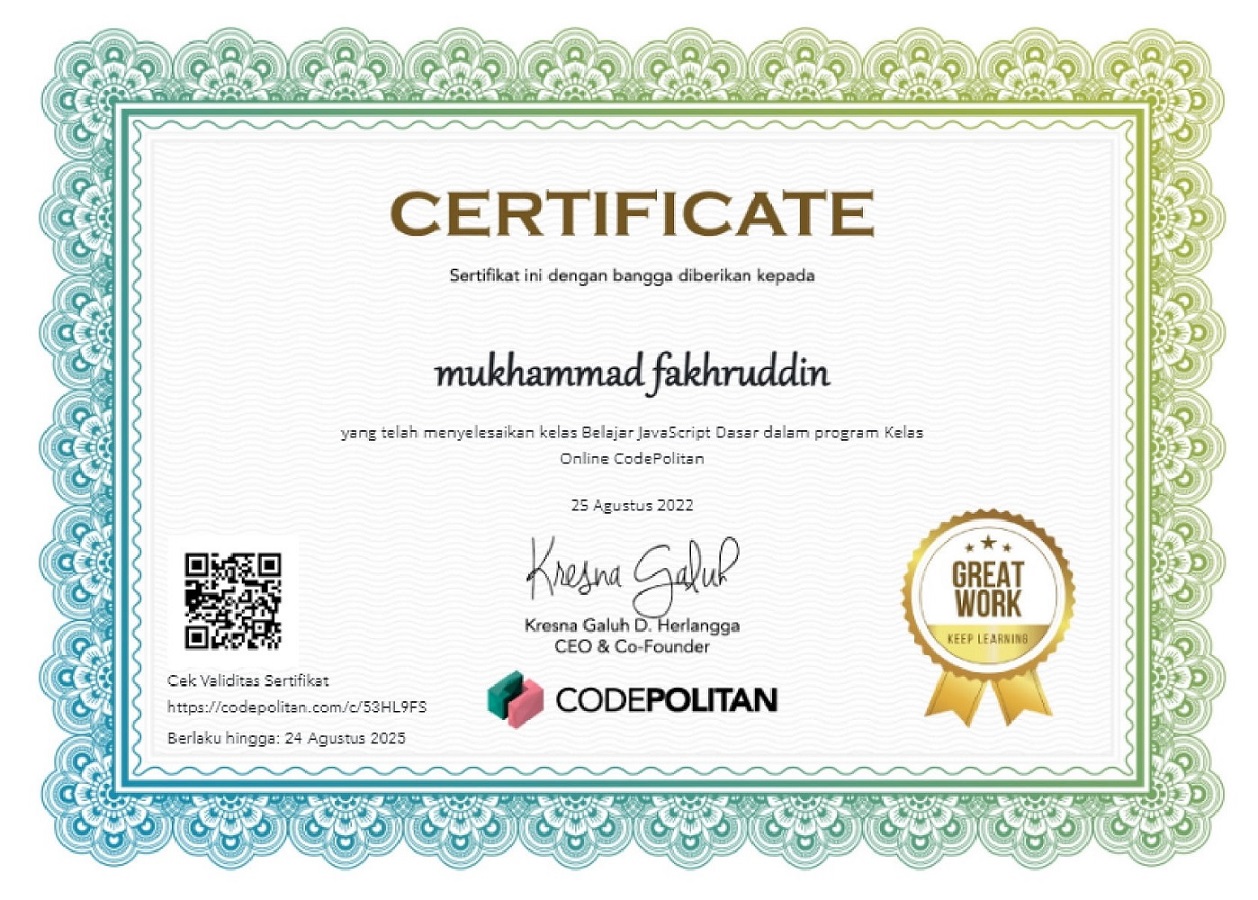 CERTIFICATE
Sertifikat ini dengan bangga diberikan kepada
mukhammad fakhruddin
yang telah menyelesaikan kelas Belajar JavaScript Dasar dalam program Kelas
Online CodePolitan
25 Agustus 2022
Kresna Galuh
Kresna Galuh D. Herlangga
CEO & Co-Founder
CODEPOLITAN
GREAT
WORK
KEEP LEARNING
Cek Validitas Sertifikat
https://codepolitan.com/c/53HL9FS
Berlaku hingga: 24 Agustus 2025